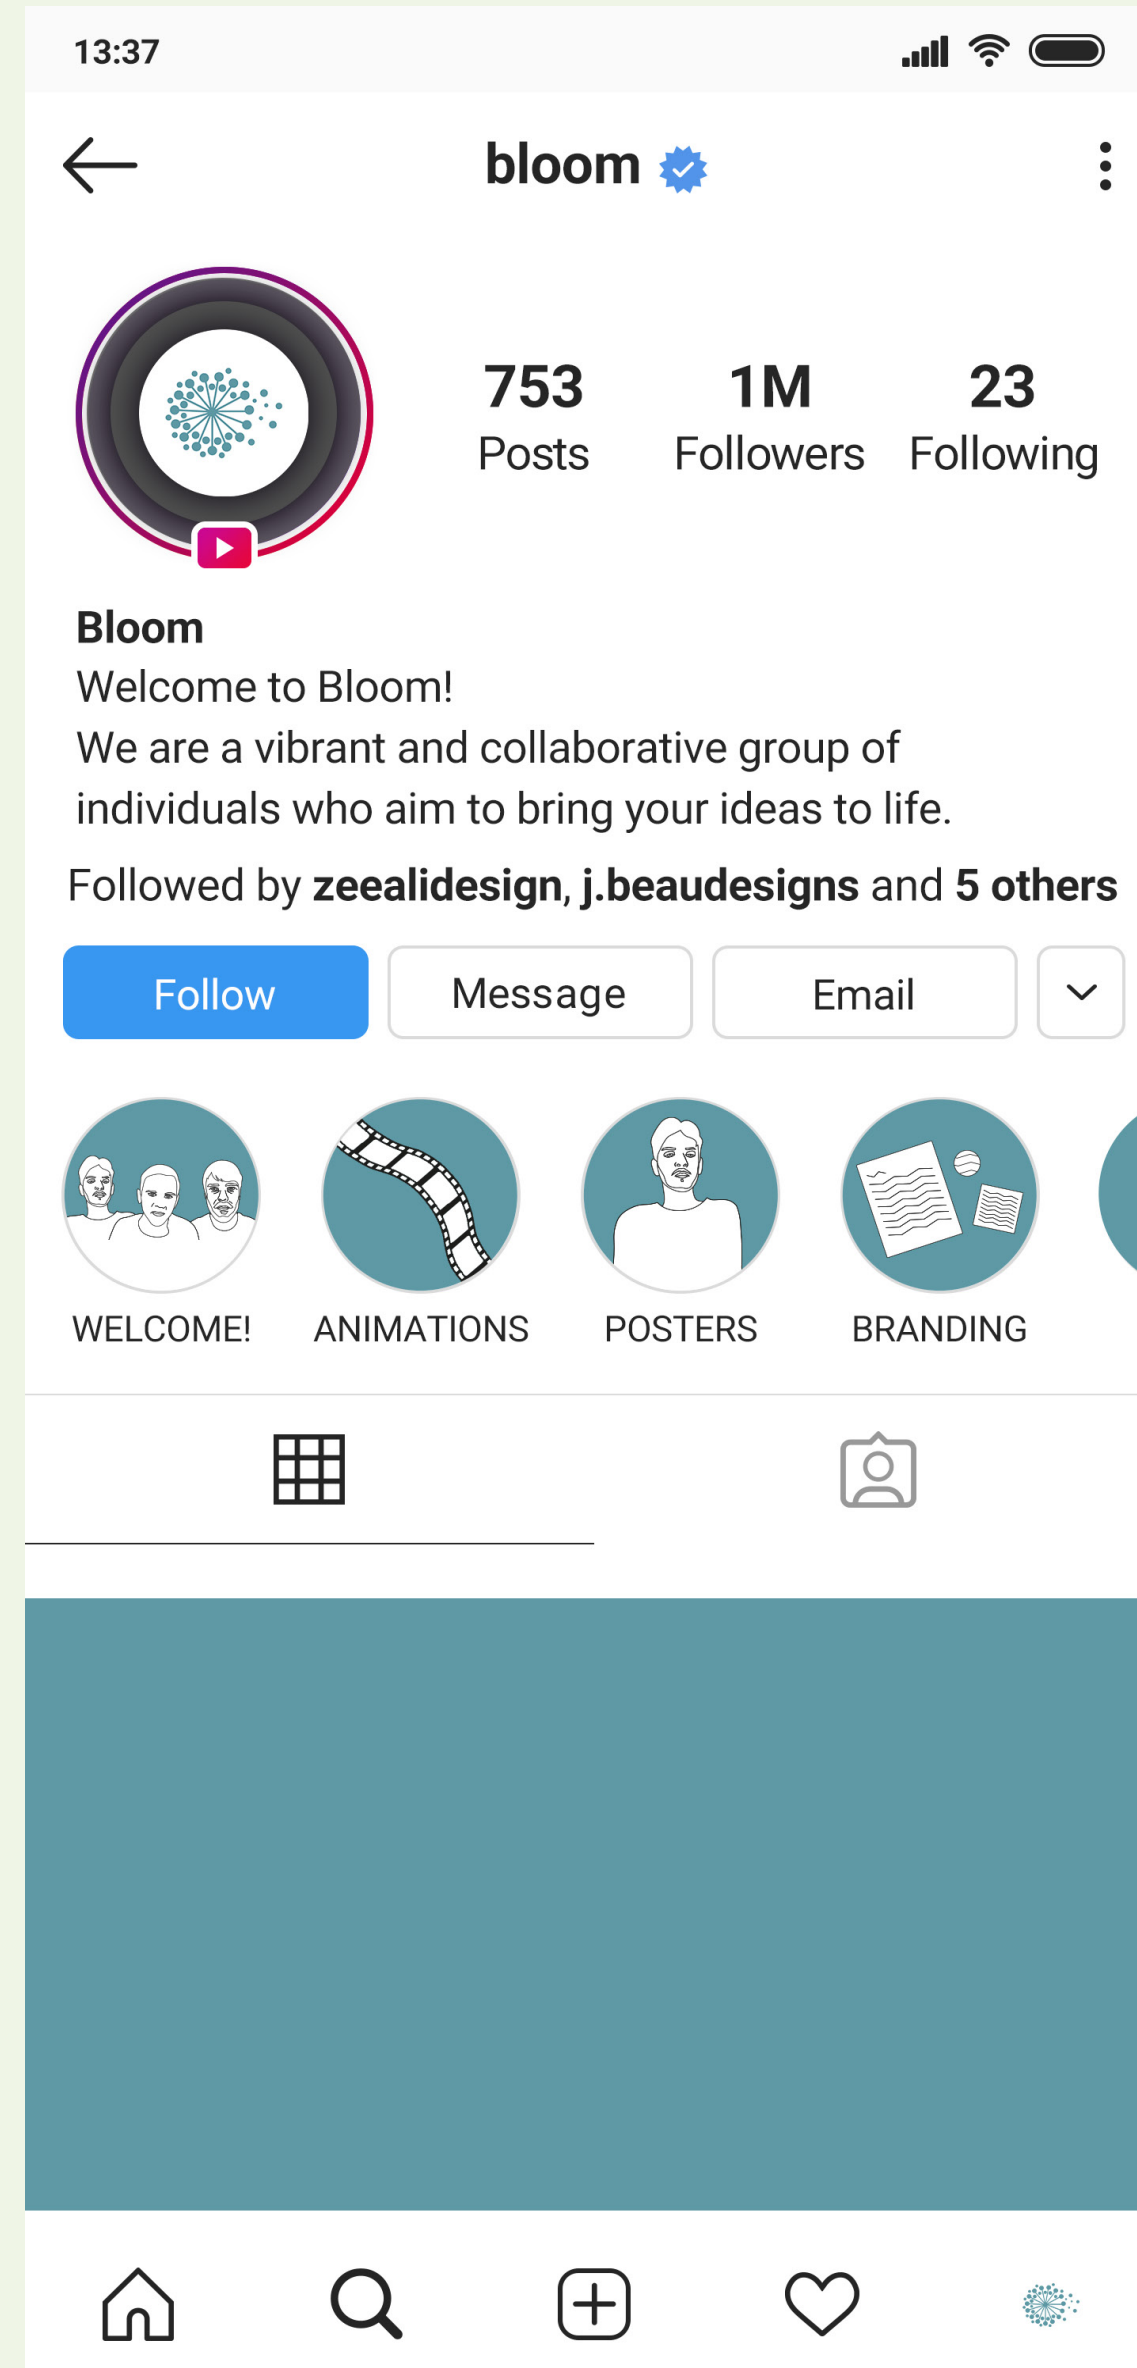 13:37
bloom
753 1M 23
Posts Followers Following
Bloom
Welcome to Bloom!
We are a vibrant and collaborative group of
individuals who aim to bring your ideas to life.
Followed by zeealidesign, j.beaudesigns and 5 others
Follow Message Email
WELCOME! ANIMATIONS POSTERS BRANDING